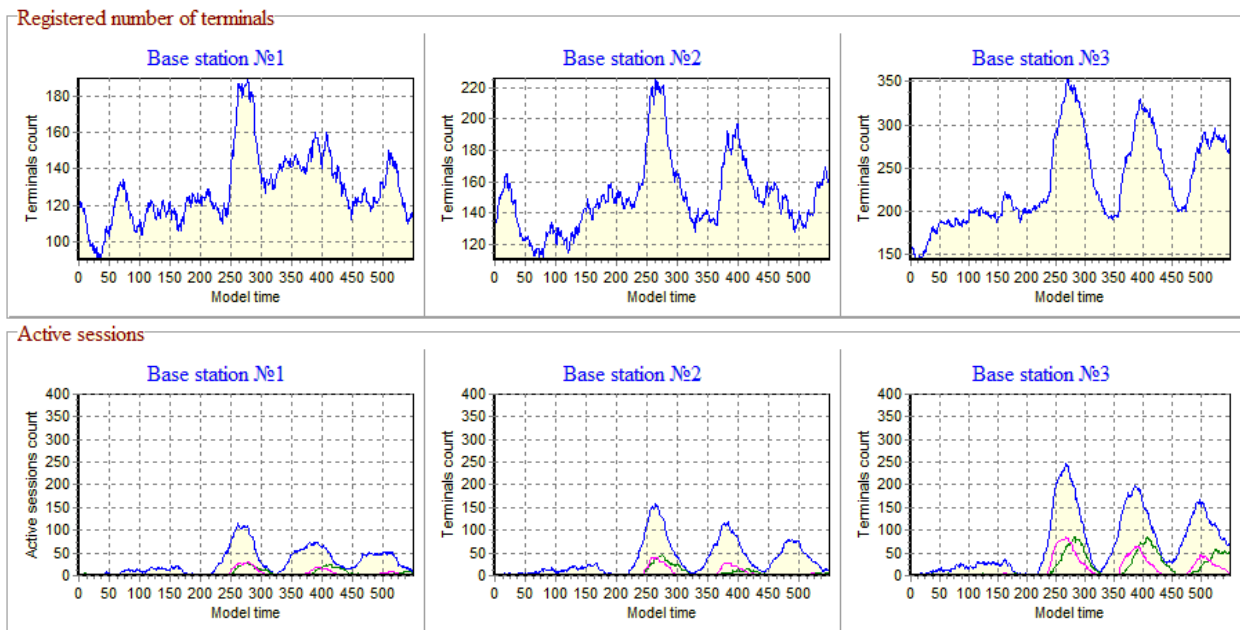 Registered number of terminals
Base station №1
Base station №2
Base station №3
Terminals count
180
160
140
120
100
0 50 100 150 200 250 300 350 400 450 500
Model time
Terminals count
220
200
180
160
140
120
0 50 100 150 200 250 300 350 400 450 500
Model time
Terminals count
350
300
250
200
150
0 50 100 150 200 250 300 350 400 450 500
Model time
Active sessions
Base station №1
Base station №2
Base station №3
Active sessions count
400
350
300
250
200
150
100
50
0
0 50 100 150 200 250 300 350 400 450 500
Model time
Terminals count
400
350
300
250
200
150
100
50
0
0 50 100 150 200 250 300 350 400 450 500
Model time
Terminals count
400
350
300
250
200
150
100
50
0
0 50 100 150 200 250 300 350 400 450 500
Model time